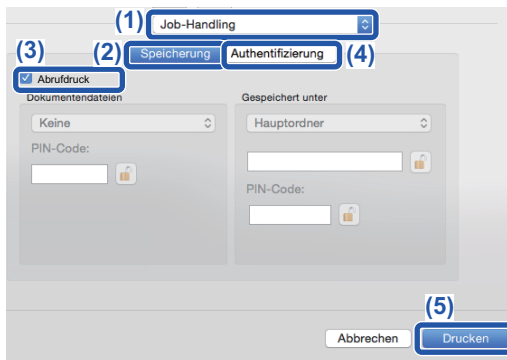 (1) Job-Handling
(3) (2) Speicherung Authentifizierung (4)
Abrufdruck
Dokumentendateien Gespeichert unter
Keine Hauptordner
PIN-Code:
PIN-Code:
(5)
Abbrechen Drucken